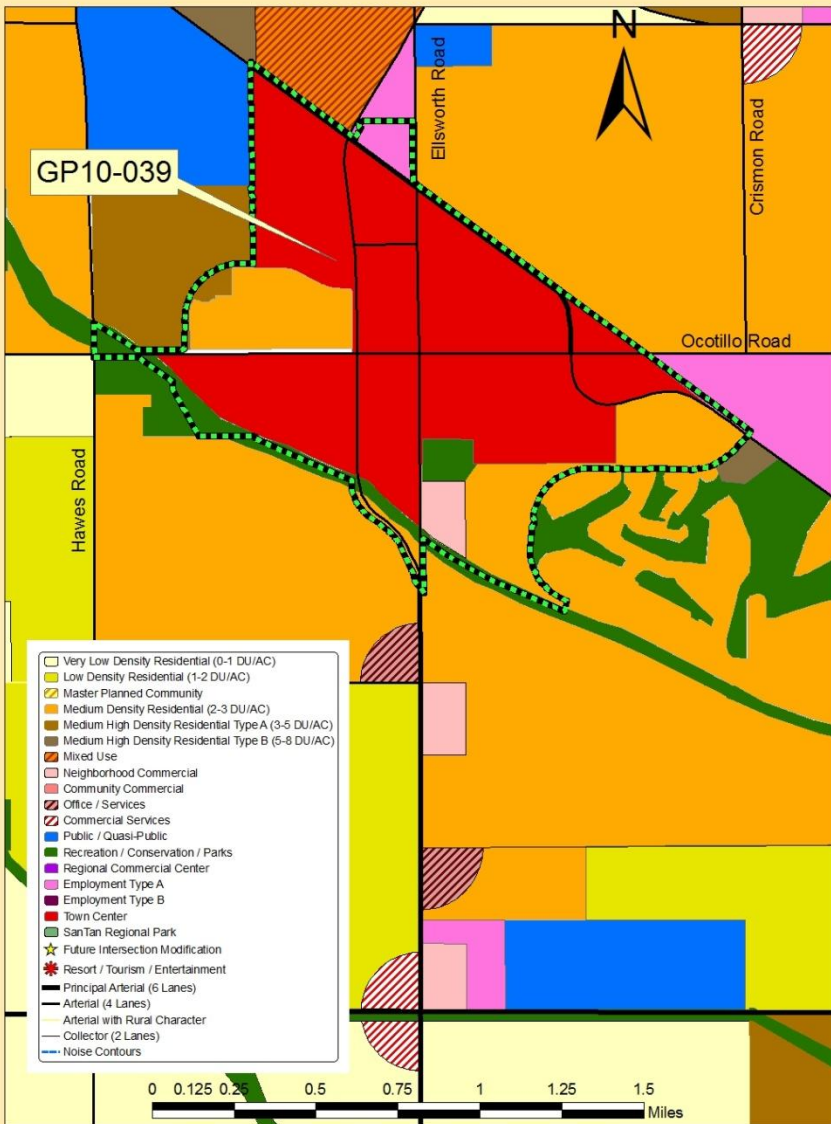 N
Ellsworth Road
Crismon Road
GP10-039
Ocotillo Road
Hawes Road
Very Low Density Residential (0-1 DU/AC)
Low Density Residential (1-2 DU/AC)
Master Planned Community
Medium Density Residential (2-3 DU/AC)
Medium High Density Residential Type A (3-5 DU/AC)
Medium High Density Residential Type B (5-8 DU/AC)
Mixed Use
Neighborhood Commercial
Community Commercial
Office / Services
Commercial Services
Public / Quasi-Public
Recreation / Conservation / Parks
Regional Commercial Center
Employment Type A
Employment Type B
Town Center
SanTan Regional Park
Future Intersection Modification
Resort / Tourism / Entertainment
Principal Arterial (6 Lanes)
Arterial (4 Lanes)
Arterial with Rural Character
Collector (2 Lanes)
Noise Contours
0 0.125 0.25 0.5 0.75 1 1.25 1.5
Miles